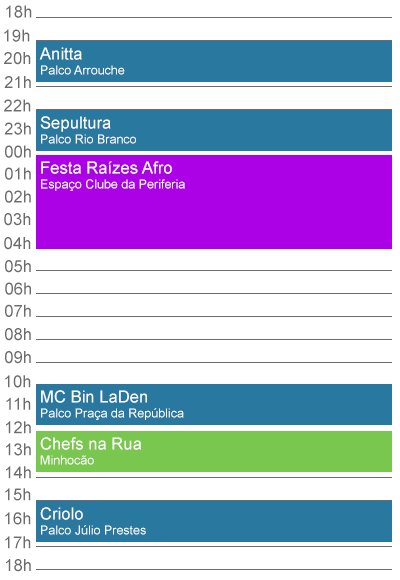 18h
19h
Anitta
20h
Palco Arrouche
21h
22h
Sepultura
23h
Palco Rio Branco
00h
Festa Raízes Afro
01h
Espaço Clube da Periferia
02h
03h
04h
05h
06h
07h
08h
09h
10h
MC Bin LaDen
11h
Palco Praça da República
12h
Chefs na Rua
13h
Minhocão
14h
15h
Criolo
16h
Palco Júlio Prestes
17h
18h